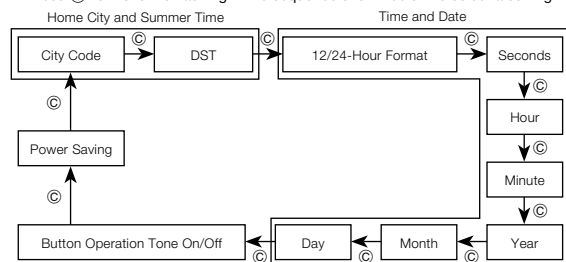 Home City and Summer Time
Time and Date
City Code
Ⓒ
DST
Ⓒ
12/24-Hour Format
Ⓒ
Seconds
Ⓒ
Hour
Ⓒ
Minute
Ⓒ
Year
Ⓒ
Month
Ⓒ
Day
Ⓒ
Button Operation Tone On/Off
Ⓒ
Power Saving
Ⓒ